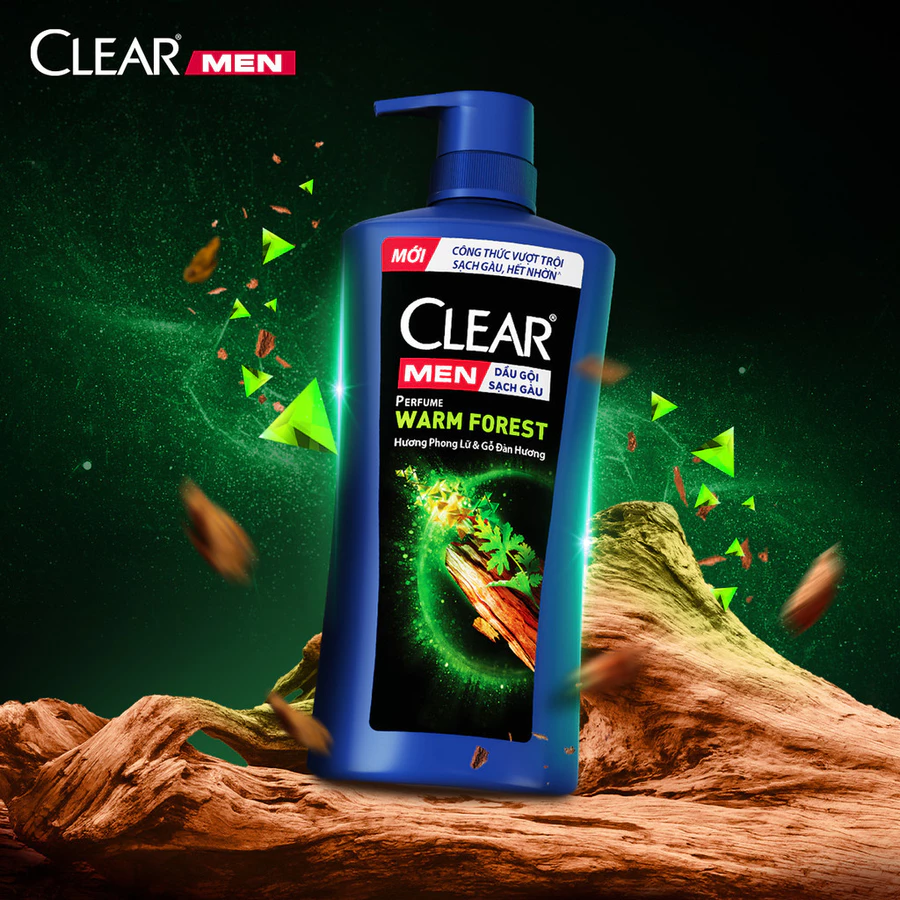 CLEAR® MEN
MỚI
CÔNG THỨC VƯỢT TRỘI
SẠCH GÀU, HẾT NHỜN^
CLEAR®
MEN
DẦU GỘI
SẠCH GÀU
PERFUME
WARM FOREST
Hương Phong Lữ & Gỗ Đàn Hương